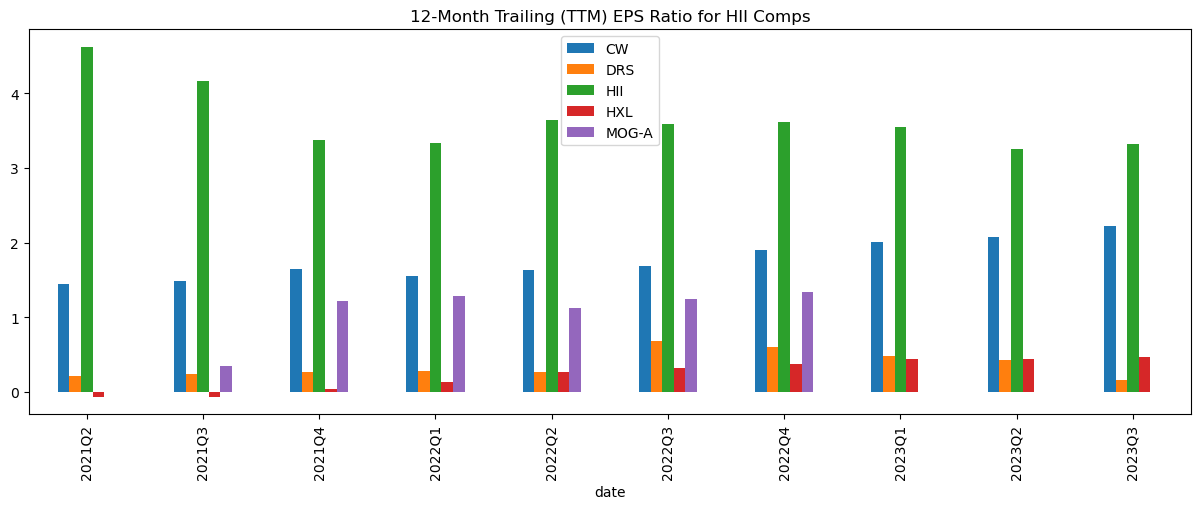 12-Month Trailing (TTM) EPS Ratio for HII Comps
CW
DRS
HII
HXL
MOG-A
4
3
2
1
0
2021Q2
2021Q3
2021Q4
2022Q1
2022Q2
2022Q3
2022Q4
2023Q1
2023Q2
2023Q3
date